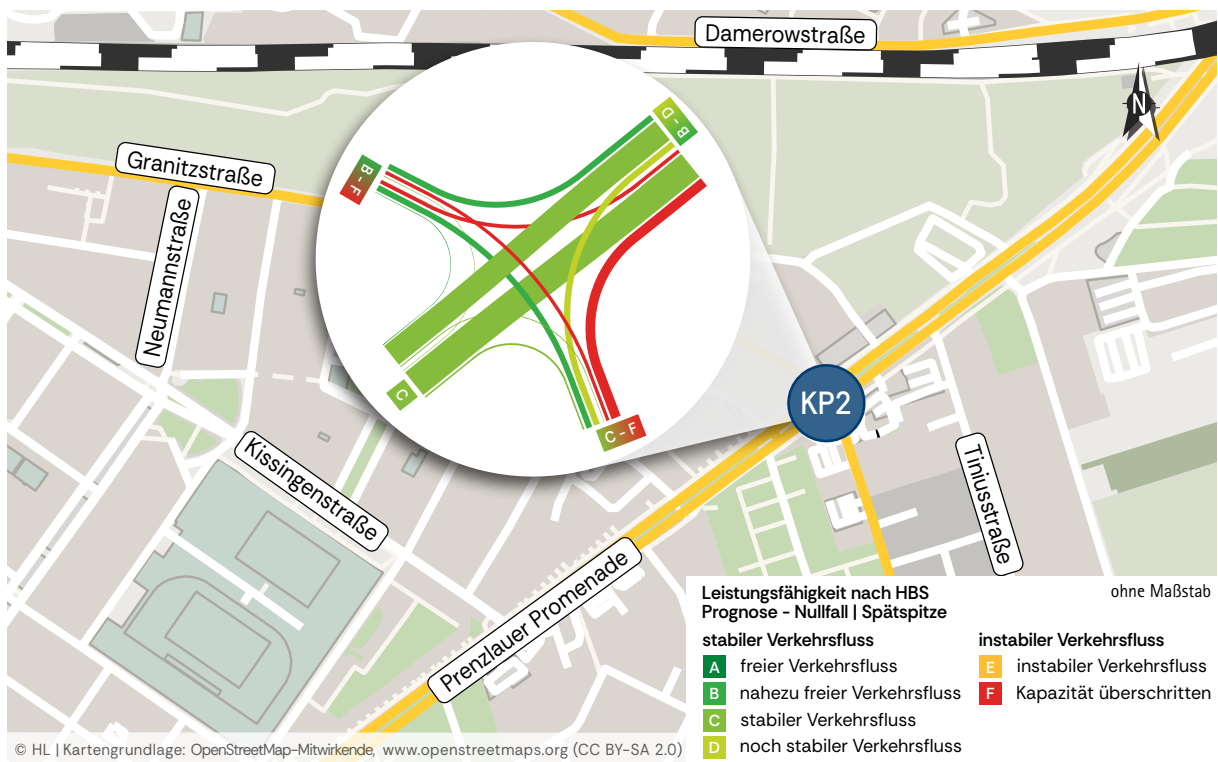 Damerowstraße
N
B - D
Granitzstraße
B - F
Neumannstraße
C
KP2
C - F
Kissingenstraße
Tiniusstraße
Prenzlauer Promenade
Leistungsfähigkeit nach HBS
Prognose - Nullfall | Spätspitze
ohne Maßstab
stabiler Verkehrsfluss
A freier Verkehrsfluss
B nahezu freier Verkehrsfluss
C stabiler Verkehrsfluss
D noch stabiler Verkehrsfluss
instabiler Verkehrsfluss
E instabiler Verkehrsfluss
F Kapazität überschritten
© HL | Kartengrundlage: OpenStreetMap-Mitwirkende, www.openstreetmaps.org (CC BY-SA 2.0)